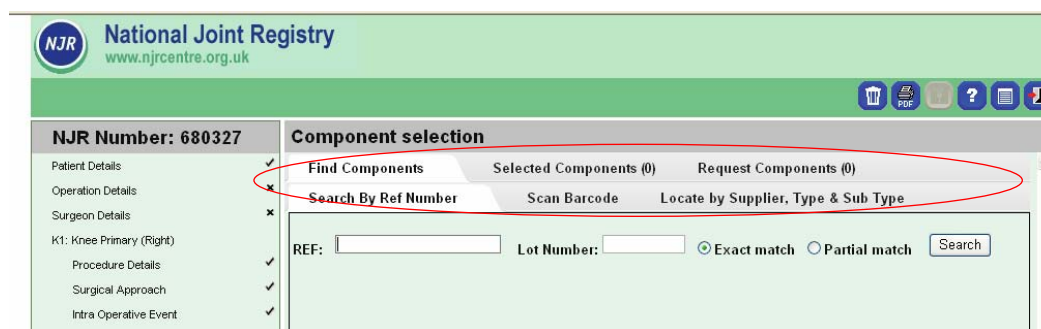 NJR
National Joint Registry
www.njrcentre.org.uk
PDF
?
NJR Number: 680327
Patient Details
Operation Details
Surgeon Details
K1: Knee Primary (Right)
Procedure Details
Surgical Approach
Intra Operative Event
Component selection
Find Components Selected Components (0) Request Components (0)
Search By Ref Number Scan Barcode Locate by Supplier, Type & Sub Type
REF: Lot Number: Exact match Partial match Search